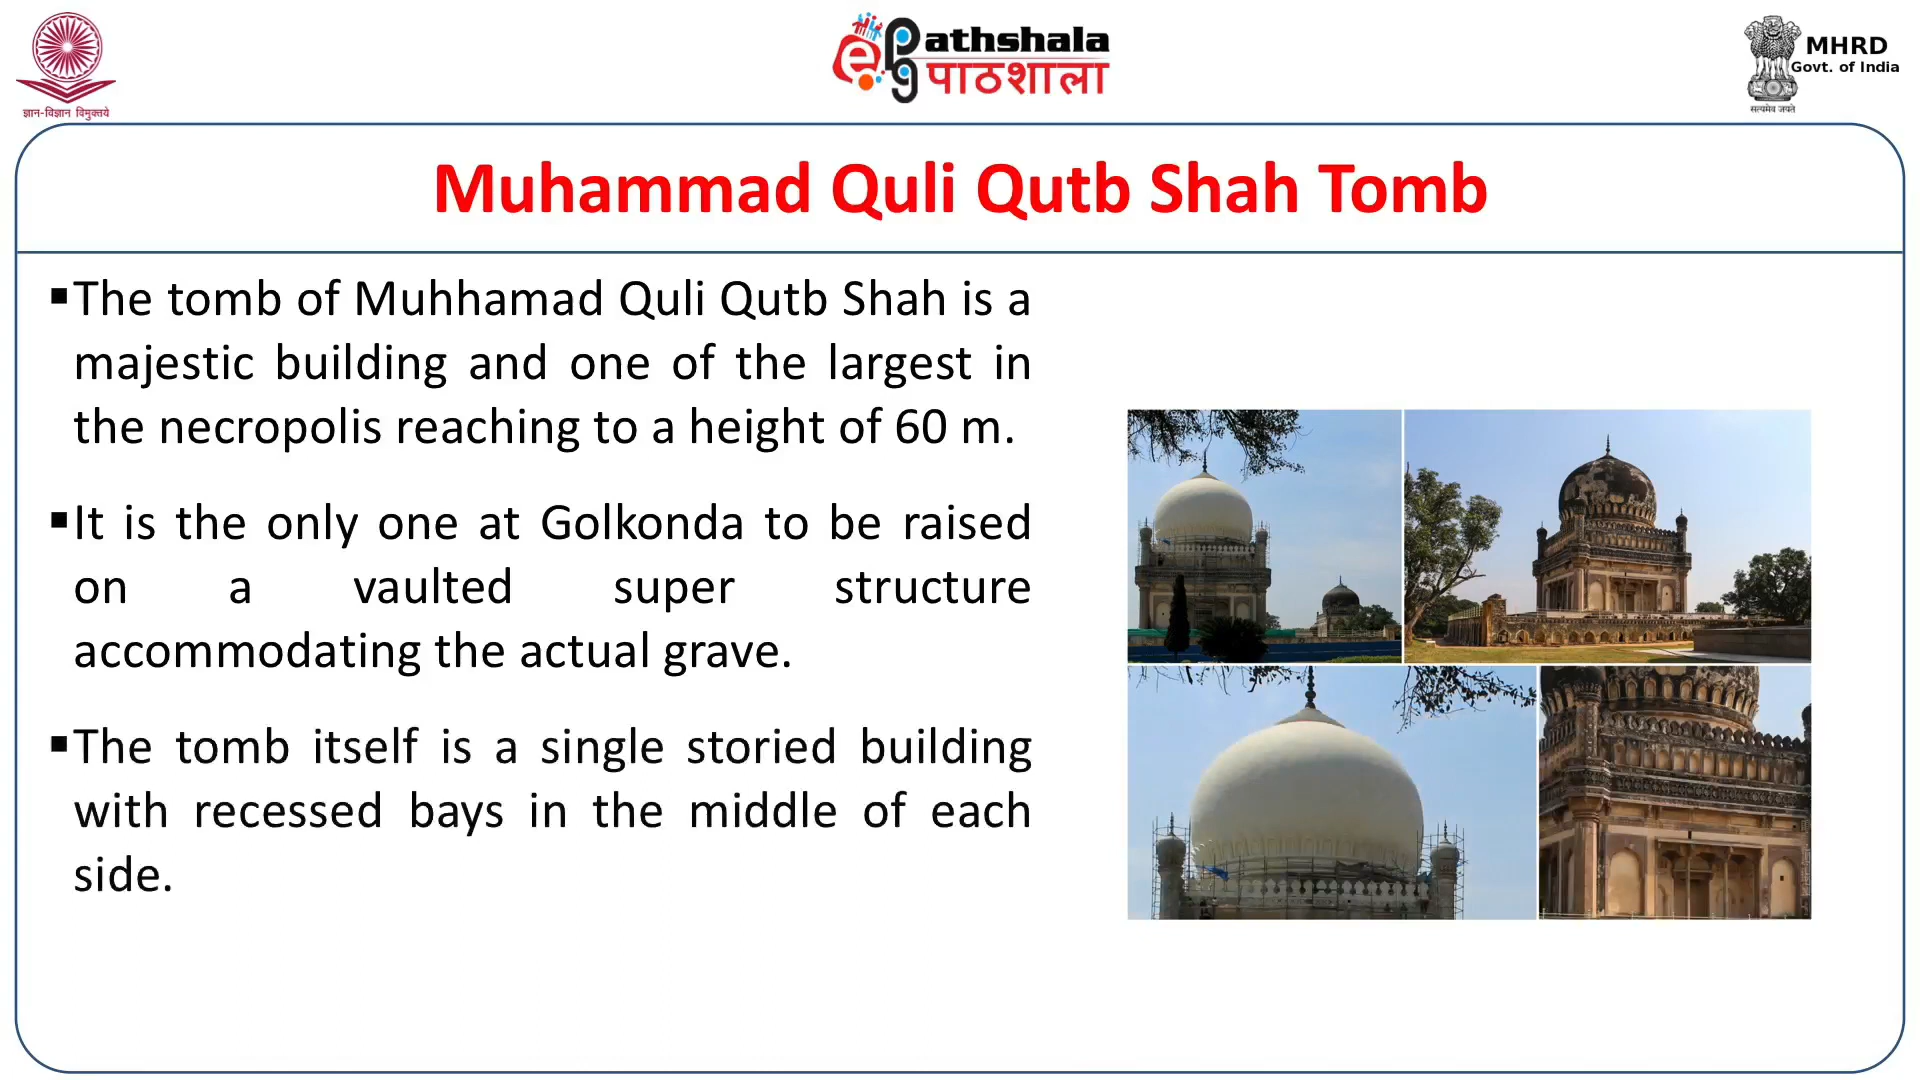 ज्ञान-विज्ञान विमुक्तये
ePG Pathshala
पाठशाला
MHRD
Govt. of India
सत्यमेव जयते
Muhammad Quli Qutb Shah Tomb
▪The tomb of Muhhamad Quli Qutb Shah is a
majestic building and one of the largest in
the necropolis reaching to a height of 60 m.
▪It is the only one at Golkonda to be raised
on a vaulted super structure
accommodating the actual grave.
▪The tomb itself is a single storied building
with recessed bays in the middle of each
side.